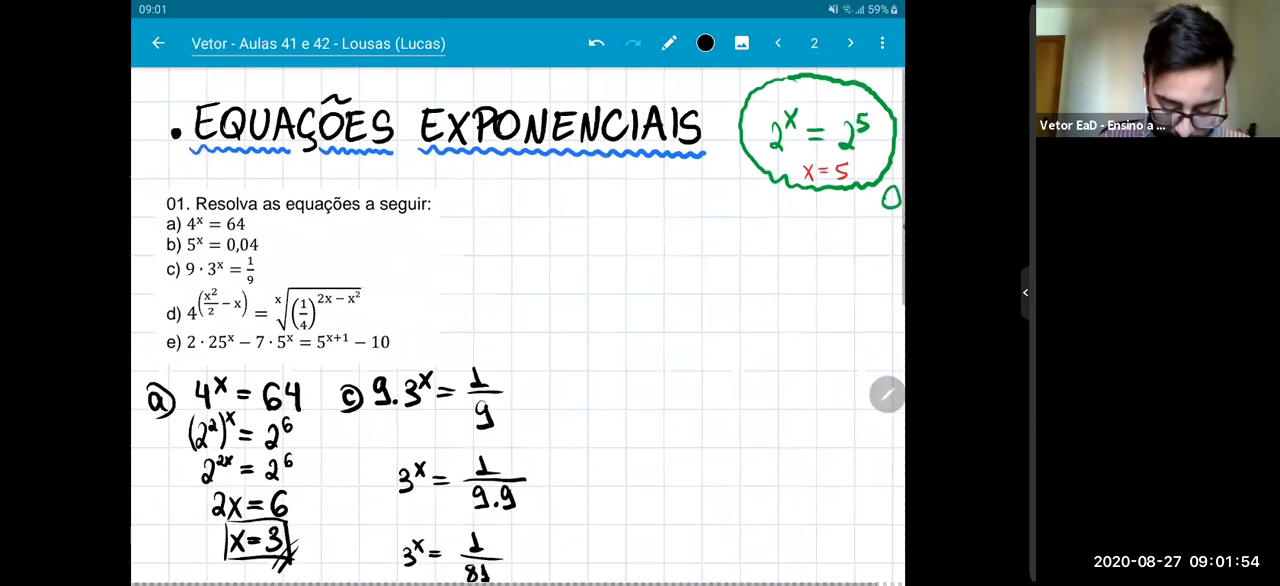 09:01
59%
Vetor - Aulas 41 e 42 - Lousas (Lucas)
2
. EQUAÇÕES EXPONENCIAIS
2^x = 2^5
x = 5
Vetor EaD - Ensino a ...
01. Resolva as equações a seguir:
a) 4^x = 64
b) 5^x = 0,04
c) 9 · 3^x = 1/9
d) 4^(x²/2 − x) = ˣ√((1/4)^(2x − x²))
e) 2 · 25^x − 7 · 5^x = 5^(x+1) − 10
a) 4^x = 64
(2²)^x = 2^6
2^2x = 2^6
2x = 6
x = 3
c) 9.3^x = 1/9
3^x = 1/9.9
3^x = 1/81
2020-08-27 09:01:54